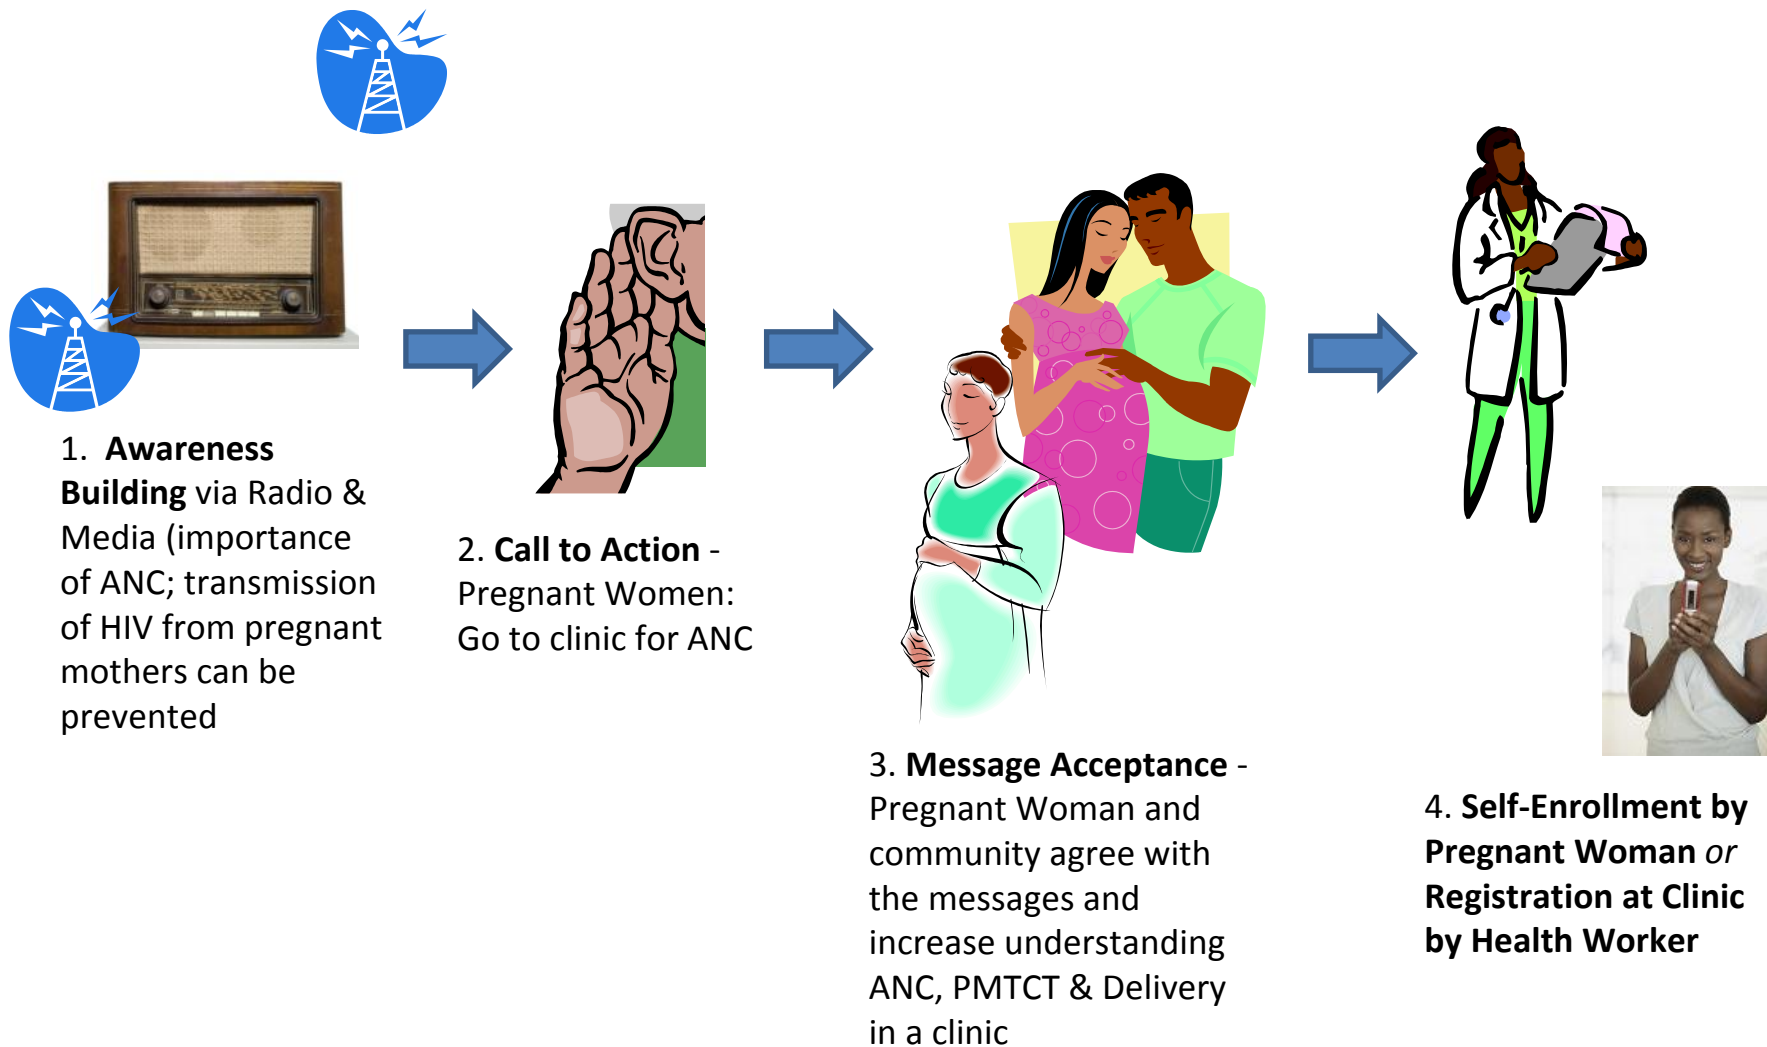 1. Awareness
Building via Radio &
Media (importance
of ANC; transmission
of HIV from pregnant
mothers can be
prevented
2. Call to Action -
Pregnant Women:
Go to clinic for ANC
3. Message Acceptance -
Pregnant Woman and
community agree with
the messages and
increase understanding
ANC, PMTCT & Delivery
in a clinic
4. Self-Enrollment by
Pregnant Woman or
Registration at Clinic
by Health Worker